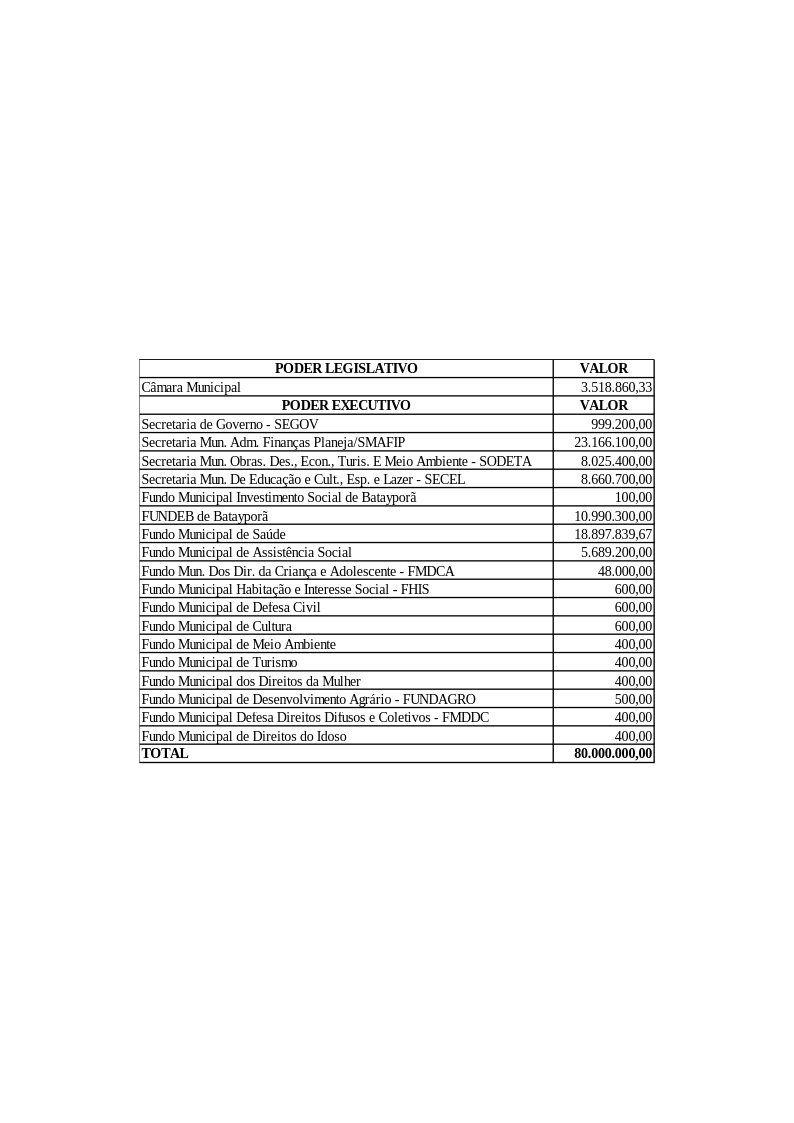 PODER LEGISLATIVO VALOR
Câmara Municipal 3.518.860,33
PODER EXECUTIVO VALOR
Secretaria de Governo - SEGOV 999.200,00
Secretaria Mun. Adm. Finanças Planeja/SMAFIP 23.166.100,00
Secretaria Mun. Obras. Des., Econ., Turis. E Meio Ambiente - SODETA 8.025.400,00
Secretaria Mun. De Educação e Cult., Esp. e Lazer - SECEL 8.660.700,00
Fundo Municipal Investimento Social de Batayporã 100,00
FUNDEB de Batayporã 10.990.300,00
Fundo Municipal de Saúde 18.897.839,67
Fundo Municipal de Assistência Social 5.689.200,00
Fundo Mun. Dos Dir. da Criança e Adolescente - FMDCA 48.000,00
Fundo Municipal Habitação e Interesse Social - FHIS 600,00
Fundo Municipal de Defesa Civil 600,00
Fundo Municipal de Cultura 600,00
Fundo Municipal de Meio Ambiente 400,00
Fundo Municipal de Turismo 400,00
Fundo Municipal dos Direitos da Mulher 400,00
Fundo Municipal de Desenvolvimento Agrário - FUNDAGRO 500,00
Fundo Municipal Defesa Direitos Difusos e Coletivos - FMDDC 400,00
Fundo Municipal de Direitos do Idoso 400,00
TOTAL 80.000.000,00